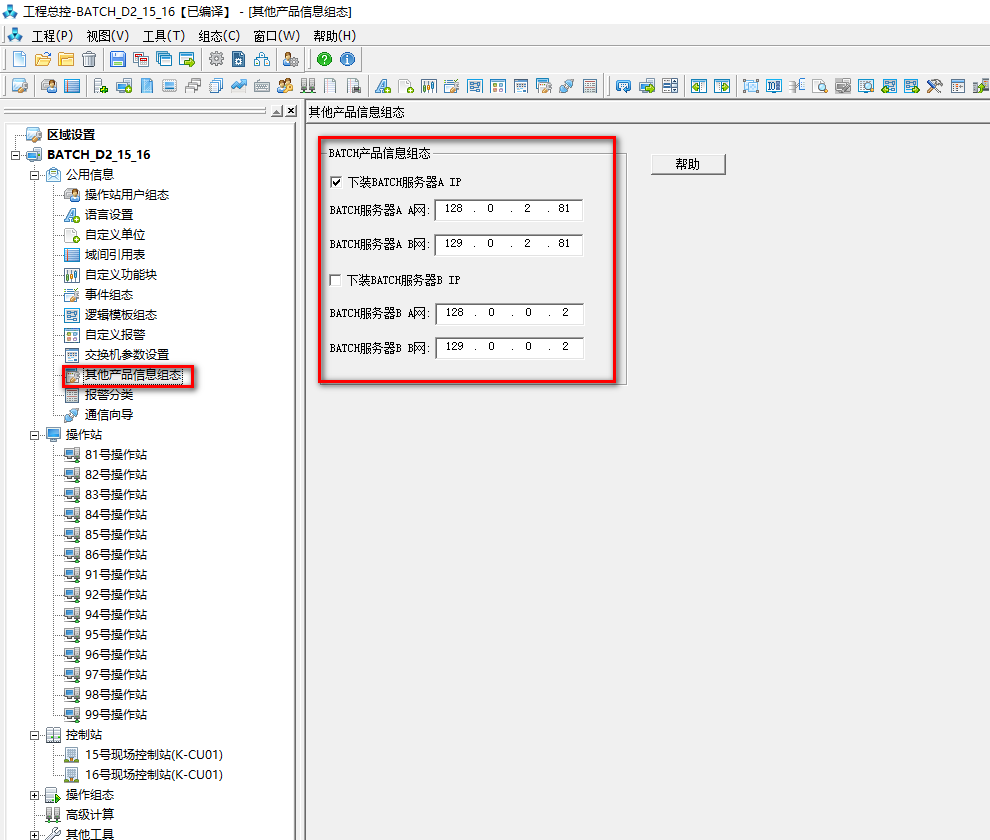 工程总控-BATCH_D2_15_16【已编译】 - [其他产品信息组态]
工程(P) 视图(V) 工具(T) 组态(C) 窗口(W) 帮助(H)
区域设置
BATCH_D2_15_16
公用信息
操作站用户组态
语言设置
自定义单位
域间引用表
自定义功能块
事件组态
逻辑模板组态
自定义报警
交换机参数设置
其他产品信息组态
报警分类
通信向导
操作站
81号操作站
82号操作站
83号操作站
84号操作站
85号操作站
86号操作站
91号操作站
92号操作站
94号操作站
95号操作站
96号操作站
97号操作站
98号操作站
99号操作站
控制站
15号现场控制站(K-CU01)
16号现场控制站(K-CU01)
操作组态
高级计算
其他工具
其他产品信息组态
BATCH产品信息组态
下装BATCH服务器A IP
BATCH服务器A A网: 128 . 0 . 2 . 81
BATCH服务器A B网: 129 . 0 . 2 . 81
下装BATCH服务器B IP
BATCH服务器B A网: 128 . 0 . 0 . 2
BATCH服务器B B网: 129 . 0 . 0 . 2
帮助